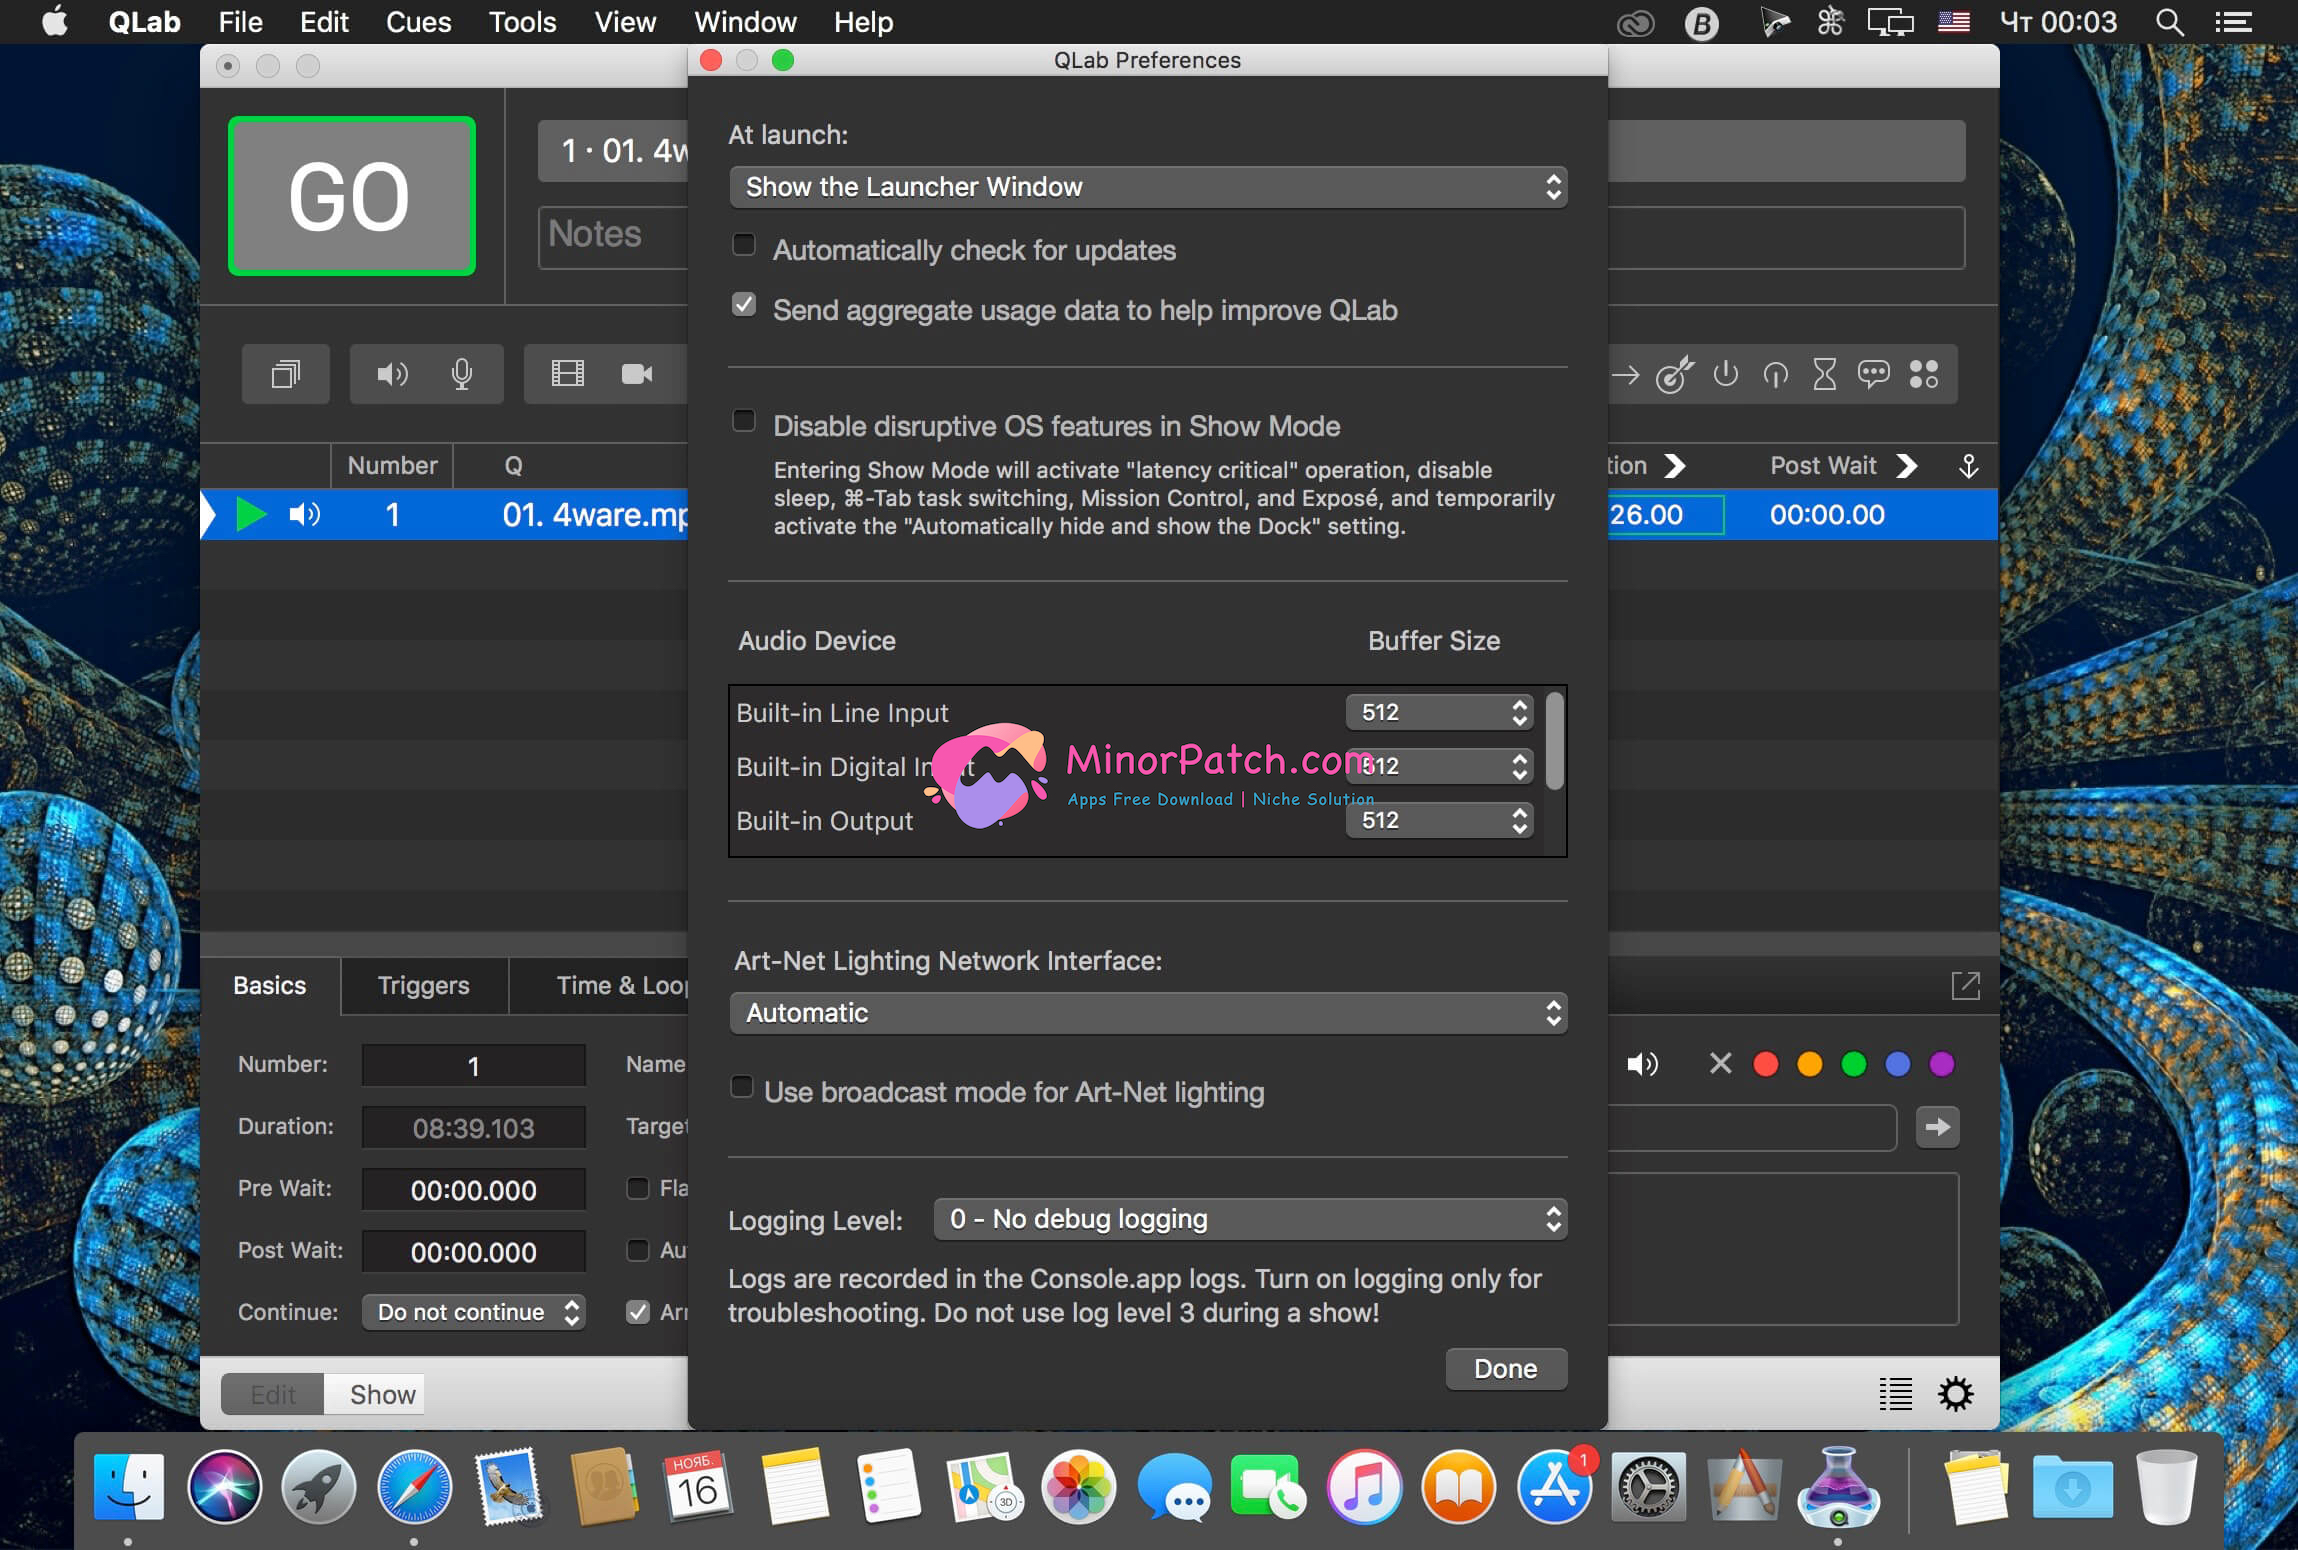 QLab File Edit Cues Tools View Window Help
Чт 00:03
QLab Preferences
GO
1 · 01. 4w
Notes
At launch:
Show the Launcher Window
Automatically check for updates
Send aggregate usage data to help improve QLab
Disable disruptive OS features in Show Mode
Entering Show Mode will activate "latency critical" operation, disable
sleep, ⌘-Tab task switching, Mission Control, and Exposé, and temporarily
activate the "Automatically hide and show the Dock" setting.
Number Q
tion Post Wait
1 01. 4ware.mp
26.00 00:00.00
Audio Device Buffer Size
Built-in Line Input 512
Built-in Digital In t 512
Built-in Output 512
MinorPatch.com
Apps Free Download | Niche Solution
Art-Net Lighting Network Interface:
Automatic
Use broadcast mode for Art-Net lighting
Logging Level: 0 - No debug logging
Logs are recorded in the Console.app logs. Turn on logging only for
troubleshooting. Do not use log level 3 during a show!
Done
Basics Triggers Time & Loop
Number: 1 Name
Duration: 08:39.103 Target
Pre Wait: 00:00.000 Fla
Post Wait: 00:00.000 Au
Continue: Do not continue Arr
Edit Show
НОЯБ.
16
3D
1